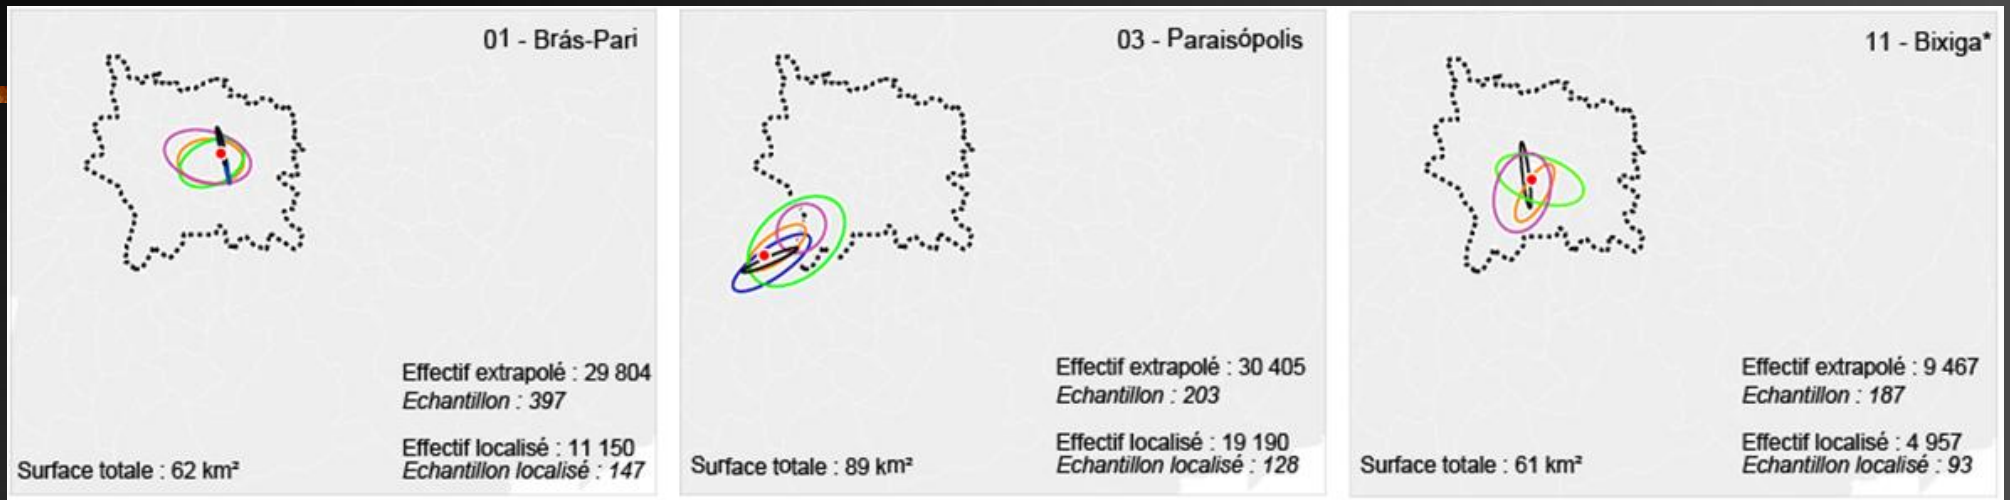 01 - Brás-Pari
Effectif extrapolé : 29 804
Echantillon : 397
Effectif localisé : 11 150
Echantillon localisé : 147
Surface totale : 62 km²
03 - Paraisópolis
Effectif extrapolé : 30 405
Echantillon : 203
Effectif localisé : 19 190
Echantillon localisé : 128
Surface totale : 89 km²
11 - Bixiga*
Effectif extrapolé : 9 467
Echantillon : 187
Effectif localisé : 4 957
Echantillon localisé : 93
Surface totale : 61 km²